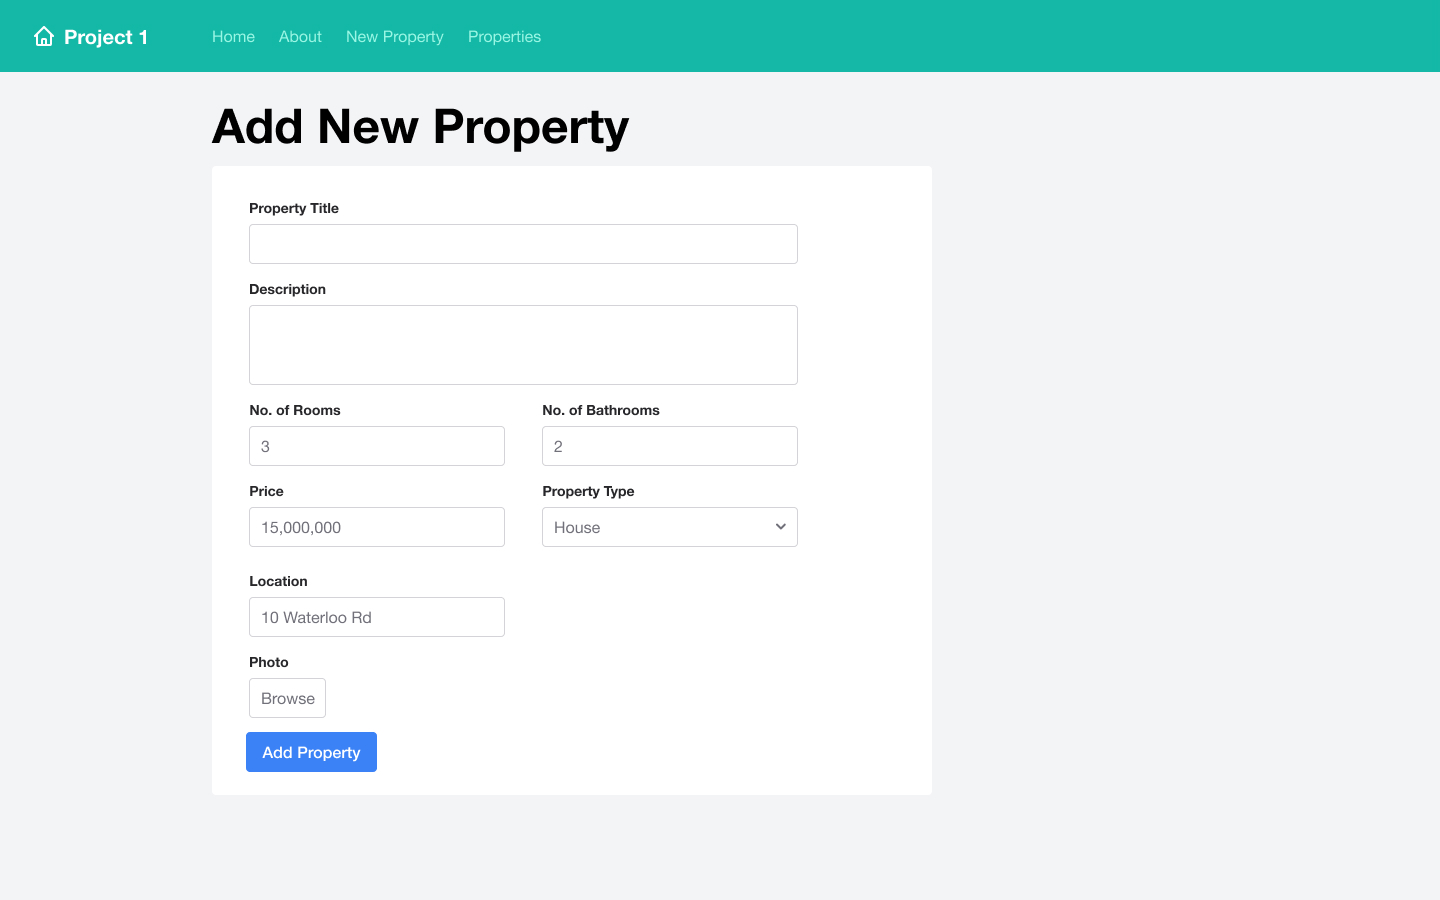 Project 1 Home About New Property Properties
Add New Property
Property Title
Description
No. of Rooms No. of Bathrooms
3 2
Price Property Type
15,000,000 House
Location
10 Waterloo Rd
Photo
Browse
Add Property